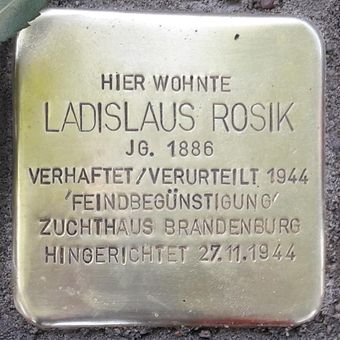 HIER WOHNTE
LADISLAUS ROSIK
JG. 1886
VERHAFTET/VERURTEILT 1944
'FEINDBEGÜNSTIGUNG'
ZUCHTHAUS BRANDENBURG
HINGERICHTET 27.11.1944